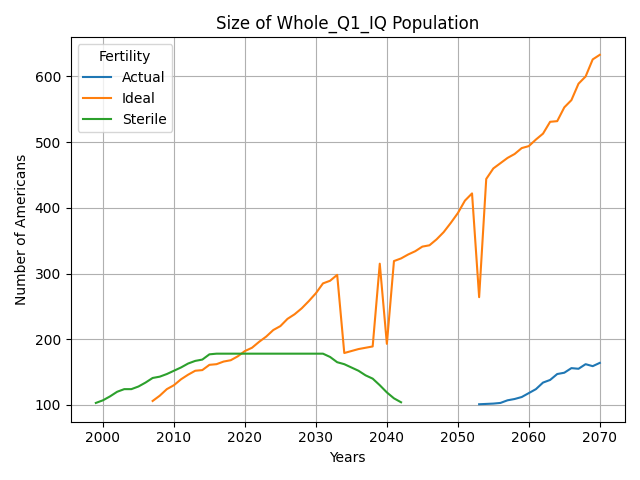 Size of Whole_Q1_IQ Population
Fertility
Actual
Ideal
Sterile
Number of Americans
600
500
400
300
200
100
2000 2010 2020 2030 2040 2050 2060 2070
Years